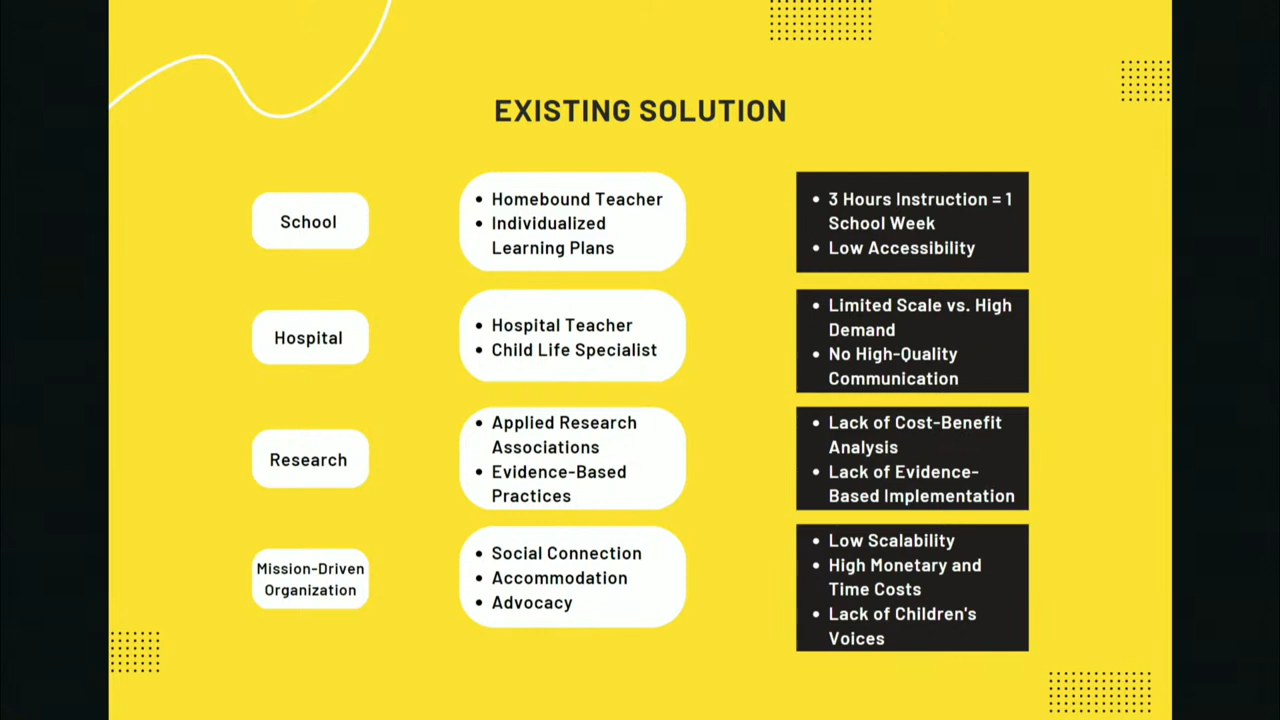 EXISTING SOLUTION
School
• Homebound Teacher
• Individualized
Learning Plans
• 3 Hours Instruction = 1
School Week
• Low Accessibility
Hospital
• Hospital Teacher
• Child Life Specialist
• Limited Scale vs. High
Demand
• No High-Quality
Communication
Research
• Applied Research
Associations
• Evidence-Based
Practices
• Lack of Cost-Benefit
Analysis
• Lack of Evidence-
Based Implementation
Mission-Driven
Organization
• Social Connection
• Accommodation
• Advocacy
• Low Scalability
• High Monetary and
Time Costs
• Lack of Children's
Voices